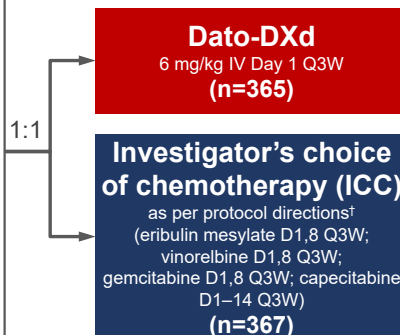 Dato-DXd
6 mg/kg IV Day 1 Q3W
(n=365)
1:1
Investigator's choice
of chemotherapy (ICC)
as per protocol directions†
(eribulin mesylate D1,8 Q3W;
vinorelbine D1,8 Q3W;
gemcitabine D1,8 Q3W; capecitabine
D1–14 Q3W)
(n=367)